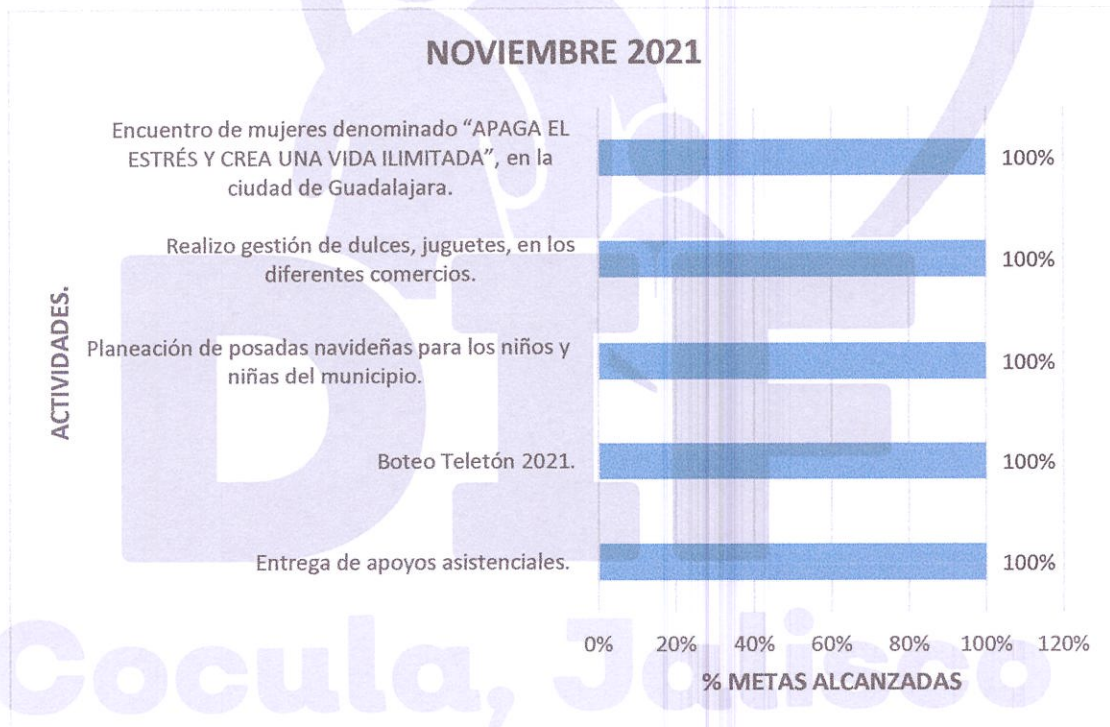 NOVIEMBRE 2021
Encuentro de mujeres denominado “APAGA EL
ESTRÉS Y CREA UNA VIDA ILIMITADA”, en la
ciudad de Guadalajara.
100%
Realizo gestión de dulces, juguetes, en los
diferentes comercios.
100%
ACTIVIDADES.
Planeación de posadas navideñas para los niños y
niñas del municipio.
100%
Boteo Teletón 2021.
100%
Entrega de apoyos asistenciales.
100%
0% 20% 40% 60% 80% 100% 120%
% METAS ALCANZADAS
DIF
Cocula, Jalisco